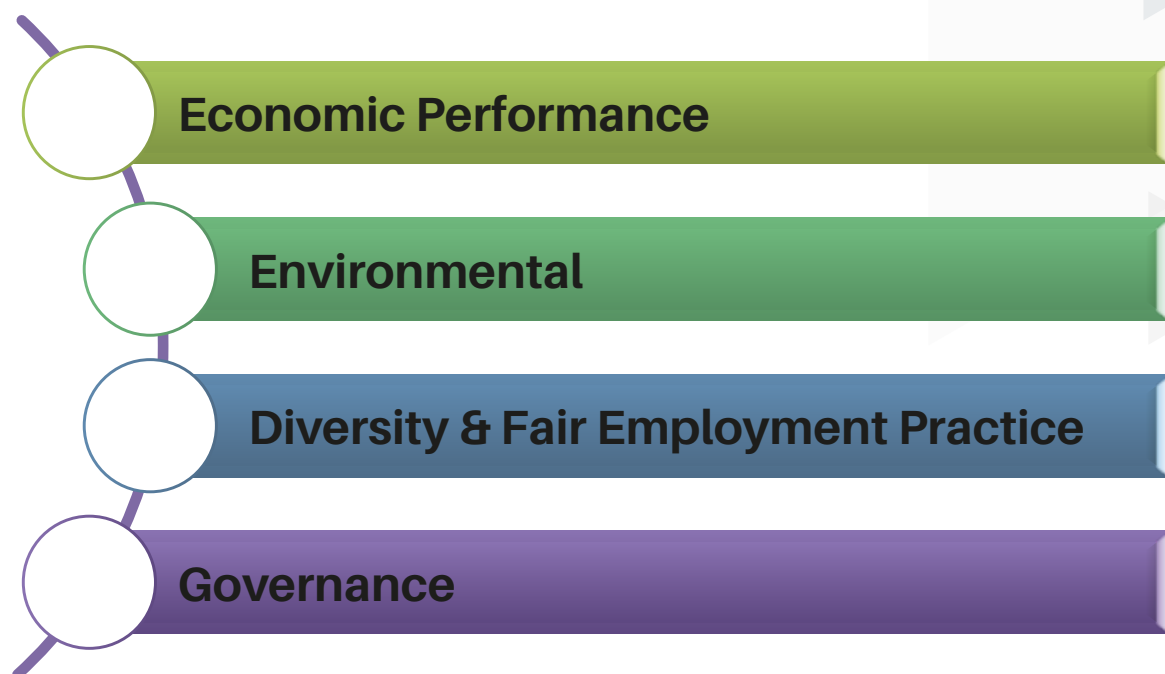 Economic Performance
Environmental
Diversity & Fair Employment Practice
Governance